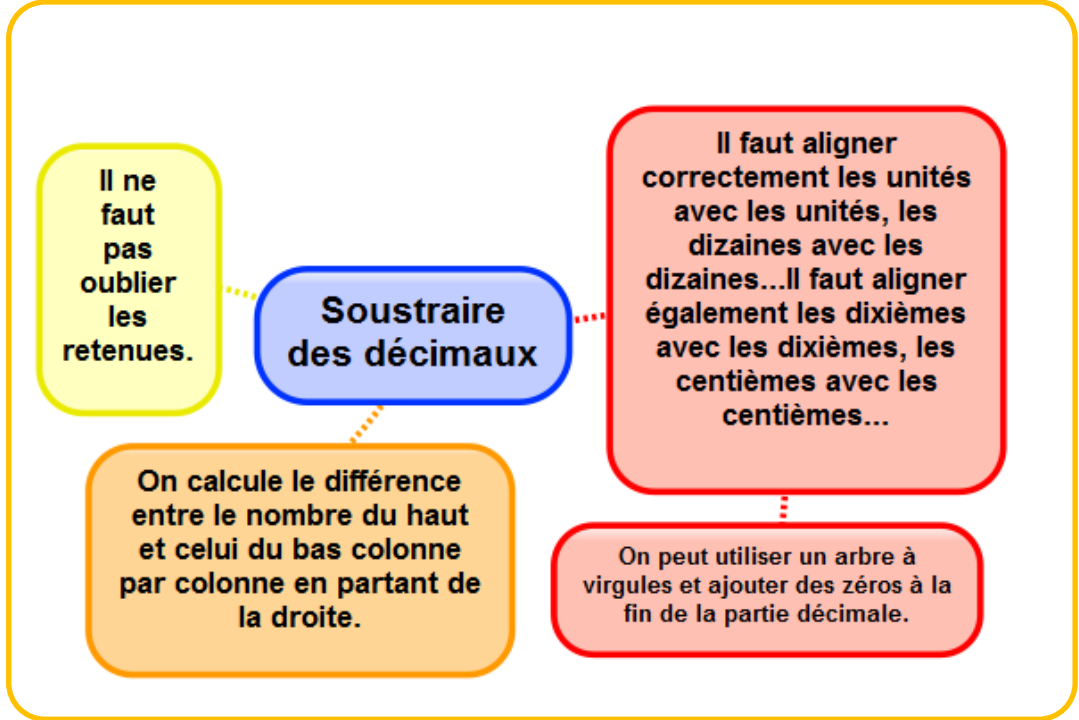 Il ne
faut
pas
oublier
les
retenues.
Soustraire
des décimaux
Il faut aligner
correctement les unités
avec les unités, les
dizaines avec les
dizaines...Il faut aligner
également les dixièmes
avec les dixièmes, les
centièmes avec les
centièmes...
On calcule le différence
entre le nombre du haut
et celui du bas colonne
par colonne en partant de
la droite.
On peut utiliser un arbre à
virgules et ajouter des zéros à la
fin de la partie décimale.